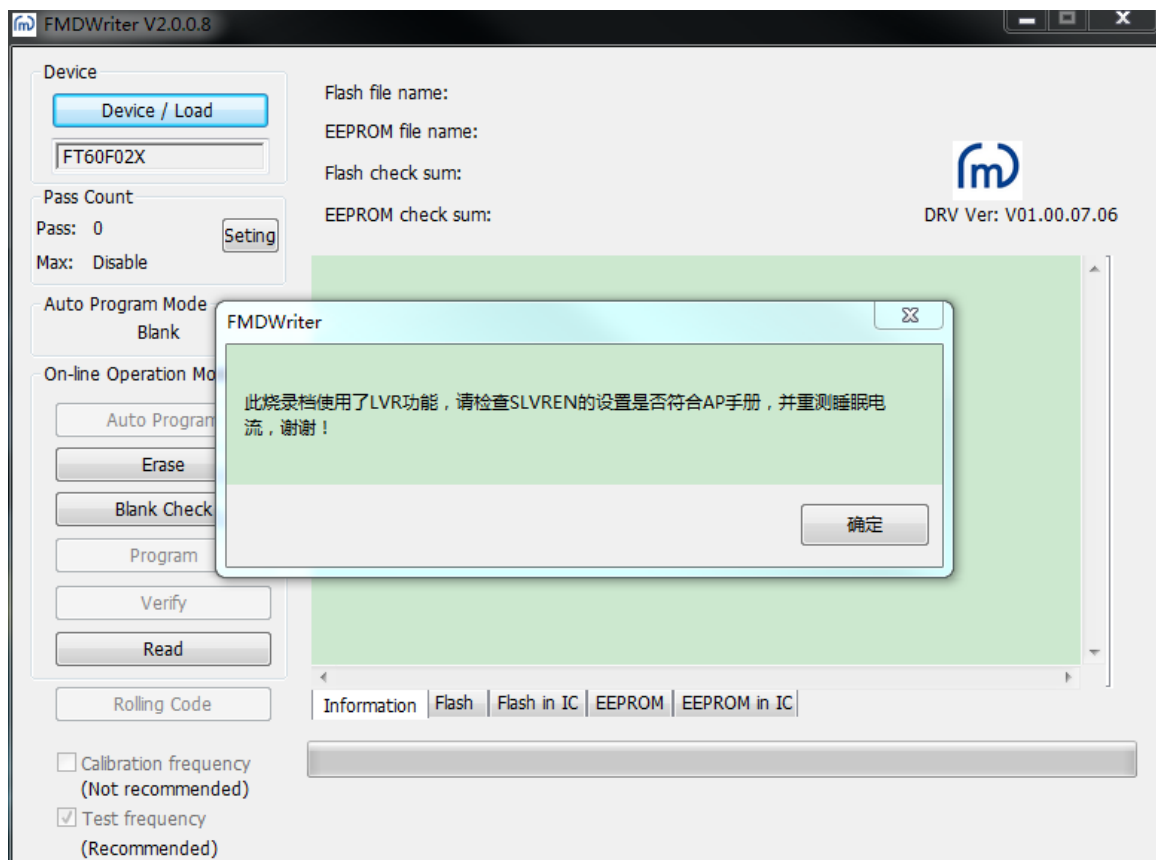 FMDWriter V2.0.0.8
Device
Device / Load
FT60F02X
Flash file name:
EEPROM file name:
Flash check sum:
EEPROM check sum:
DRV Ver: V01.00.07.06
Pass Count
Pass: 0
Seting
Max: Disable
Auto Program Mode
Blank
FMDWriter
此烧录档使用了LVR功能，请检查SLVREN的设置是否符合AP手册，并重测睡眠电
流，谢谢！
确定
On-line Operation Mo
Auto Program
Erase
Blank Check
Program
Verify
Read
Rolling Code
Information Flash Flash in IC EEPROM EEPROM in IC
Calibration frequency
(Not recommended)
Test frequency
(Recommended)